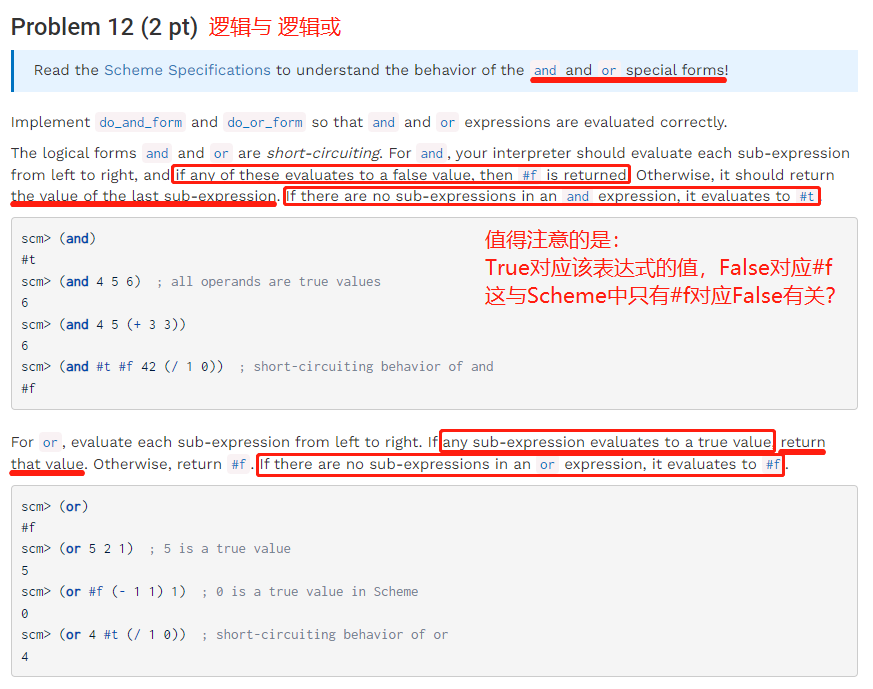 Problem 12 (2 pt) 逻辑与 逻辑或
Read the Scheme Specifications to understand the behavior of the and and or special forms!
Implement do_and_form and do_or_form so that and and or expressions are evaluated correctly.
The logical forms and and or are short-circuiting. For and, your interpreter should evaluate each sub-expression
from left to right, and if any of these evaluates to a false value, then #f is returned. Otherwise, it should return
the value of the last sub-expression. If there are no sub-expressions in an and expression, it evaluates to #t
scm> (and)
#t
scm> (and 4 5 6)  ; all operands are true values
6
scm> (and 4 5 (+ 3 3))
6
scm> (and #t #f 42 (/ 1 0))  ; short-circuiting behavior of and
#f
值得注意的是：
True对应该表达式的值，False对应#f
这与Scheme中只有#f对应False有关？
For or, evaluate each sub-expression from left to right. If any sub-expression evaluates to a true value, return
that value. Otherwise, return #f. If there are no sub-expressions in an or expression, it evaluates to #f.
scm> (or)
#f
scm> (or 5 2 1)  ; 5 is a true value
5
scm> (or #f (- 1 1) 1)  ; 0 is a true value in Scheme
0
scm> (or 4 #t (/ 1 0))  ; short-circuiting behavior of or
4